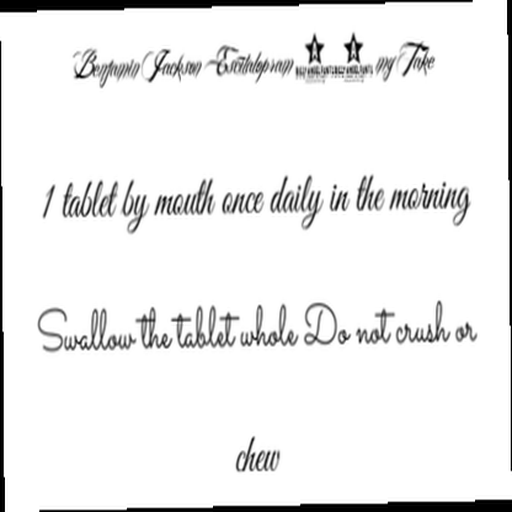 Benjamin Jackson Escitalopram my Take
1 tablet by mouth once daily in the morning
Swallow the tablet whole Do not crush or
chew